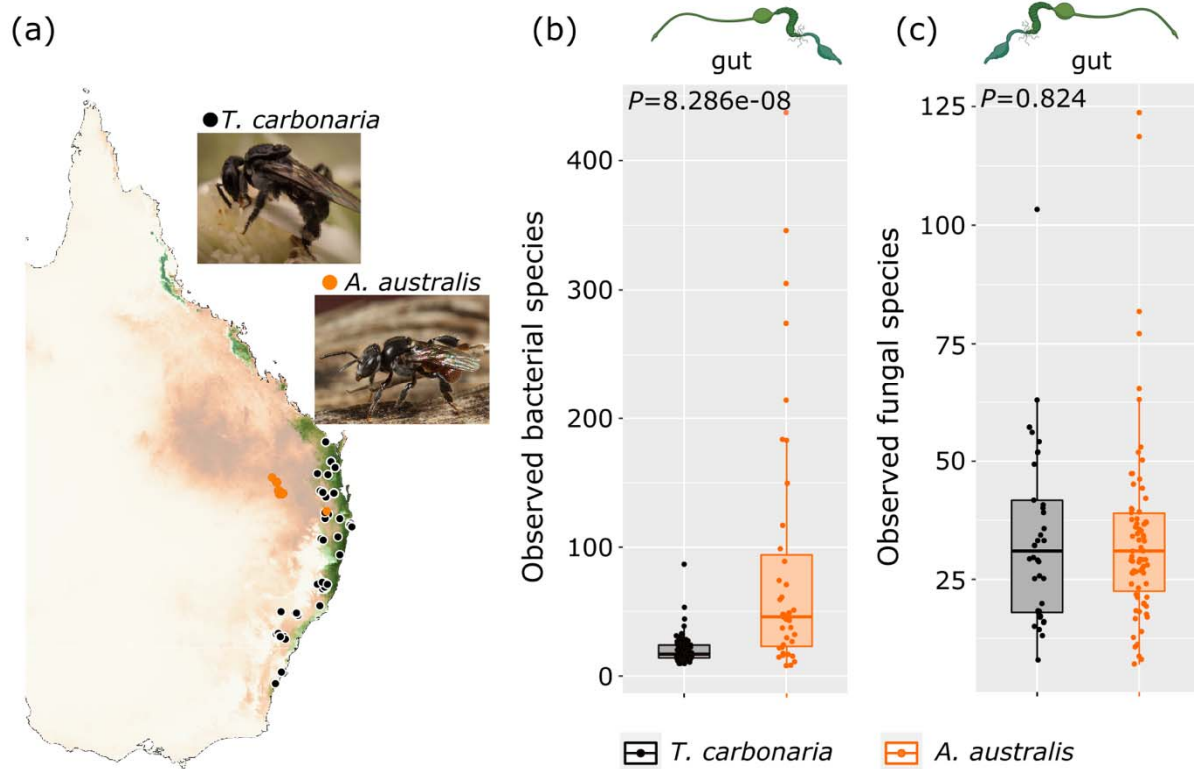 (a)
T. carbonaria
A. australis
(b)
gut
P=8.286e-08
Observed bacterial species
400
300
200
100
0
(c)
gut
P=0.824
Observed fungal species
125
100
75
50
25
T. carbonaria
A. australis